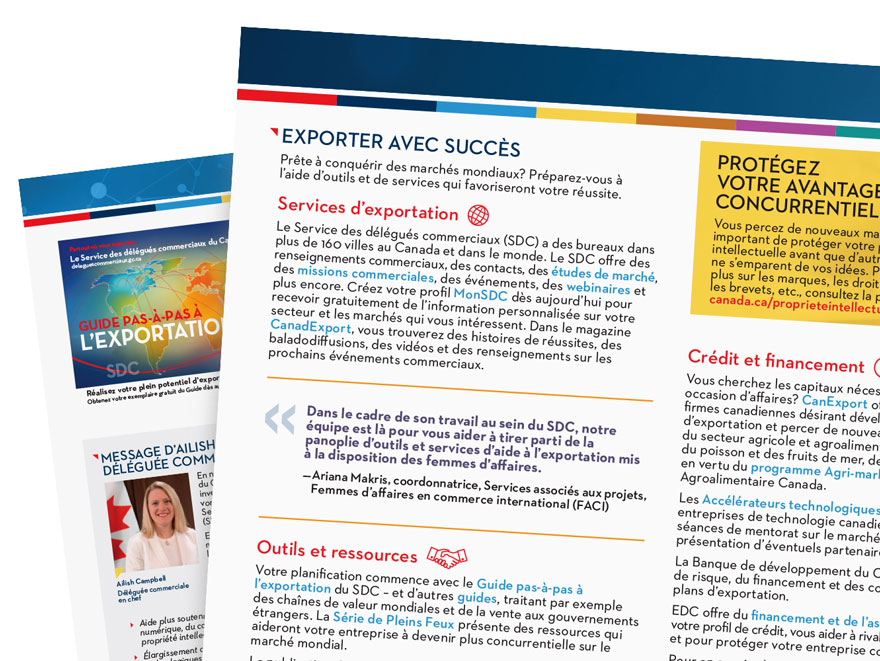 Le Service des délégués commerciaux du Ca
deleguescommerciaux.gc.ca
GUIDE PAS-À-PAS À
L'EXPORTATION
SDC
Réalisez votre plein potentiel d'expor
Obtenez votre exemplaire gratuit du Guide dès au
MESSAGE D'AILISH
DÉLÉGUÉE COMM
En n
du C
inve
votr
Se
(S
Ailish Campbell
Déléguée commerciale
en chef
Aide plus souten
numérique, du co
propriété intelle
Élargissement d
EXPORTER AVEC SUCCÈS
Prête à conquérir des marchés mondiaux? Préparez-vous à
l'aide d'outils et de services qui favoriseront votre réussite.
Services d'exportation
Le Service des délégués commerciaux (SDC) a des bureaux dans
plus de 160 villes au Canada et dans le monde. Le SDC offre des
renseignements commerciaux, des contacts, des études de marché,
des missions commerciales, des événements, des webinaires et
plus encore. Créez votre profil MonSDC dès aujourd'hui pour
recevoir gratuitement de l'information personnalisée sur votre
secteur et les marchés qui vous intéressent. Dans le magazine
CanadExport, vous trouverez des histoires de réussites, des
baladodiffusions, des vidéos et des renseignements sur les
prochains événements commerciaux.
« Dans le cadre de son travail au sein du SDC, notre
équipe est là pour vous aider à tirer parti de la
panoplie d'outils et services d'aide à l'exportation mis
à la disposition des femmes d'affaires.
—Ariana Makris, coordonnatrice, Services associés aux projets,
Femmes d'affaires en commerce international (FACI)
Outils et ressources
Votre planification commence avec le Guide pas-à-pas à
l'exportation du SDC – et d'autres guides, traitant par exemple
des chaînes de valeur mondiales et de la vente aux gouvernements
étrangers. La Série de Pleins Feux présente des ressources qui
aideront votre entreprise à devenir plus concurrentielle sur le
marché mondial.
PROTÉGEZ
VOTRE AVANTAGE
CONCURRENTIEL
Vous percez de nouveaux ma
important de protéger votre p
intellectuelle avant que d'autr
ne s'emparent de vos idées. P
plus sur les marques, les droit
les brevets, etc., consultez la p
canada.ca/proprieteintellectu
Crédit et financement
Vous cherchez les capitaux néces
occasion d'affaires? CanExport of
firmes canadiennes désirant dével
d'exportation et percer de nouvea
du secteur agricole et agroalimen
du poisson et des fruits de mer, de
en vertu du programme Agri-mark
Agroalimentaire Canada.
Les Accélérateurs technologiques
entreprises de technologie canadie
séances de mentorat sur le marché
présentation d'éventuels partenaire
La Banque de développement du C
de risque, du financement et des co
plans d'exportation.
EDC offre du financement et de l'as
votre profil de crédit, vous aider à rival
et pour protéger votre entreprise co